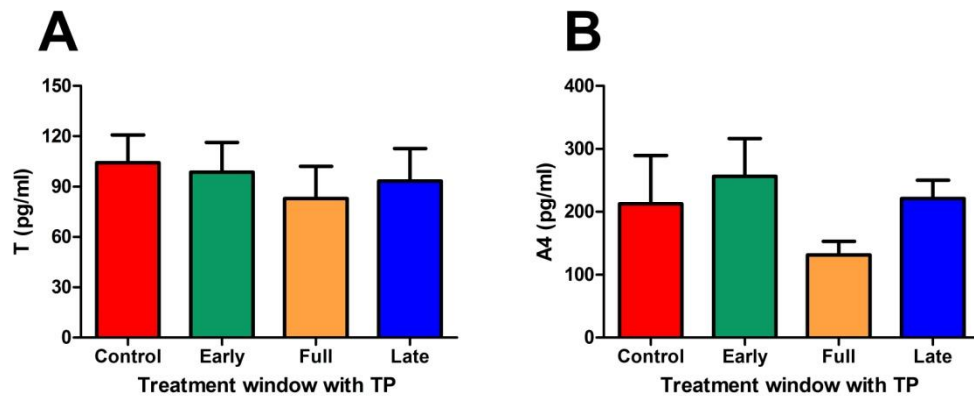 A
T (pg/ml)
150
120
90
60
30
0
Control Early Full Late
Treatment window with TP
B
A4 (pg/ml)
400
300
200
100
0
Control Early Full Late
Treatment window with TP